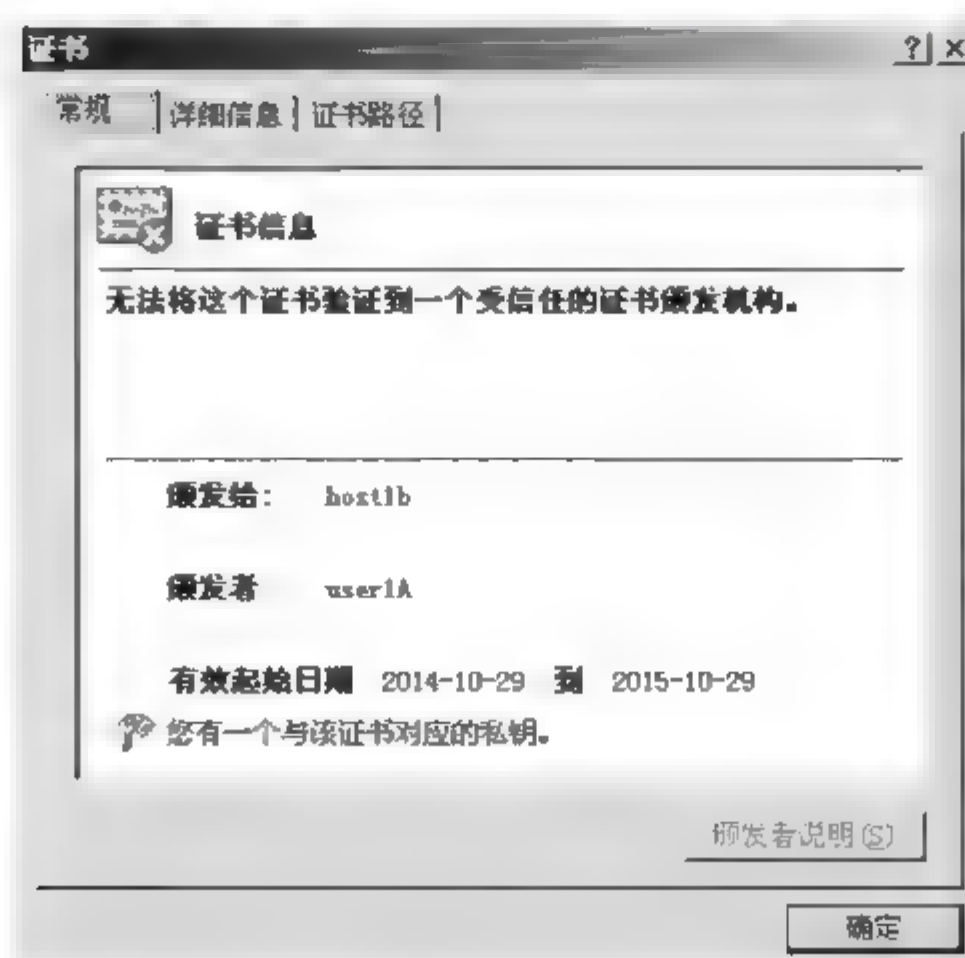 证书
常规 详细信息 证书路径
证书信息
无法将这个证书验证到一个受信任的证书颁发机构。
颁发给: host1b
颁发者 user1A
有效起始日期 2014-10-29 到 2015-10-29
您有一个与该证书对应的私钥。
颁发者说明(S)
确定